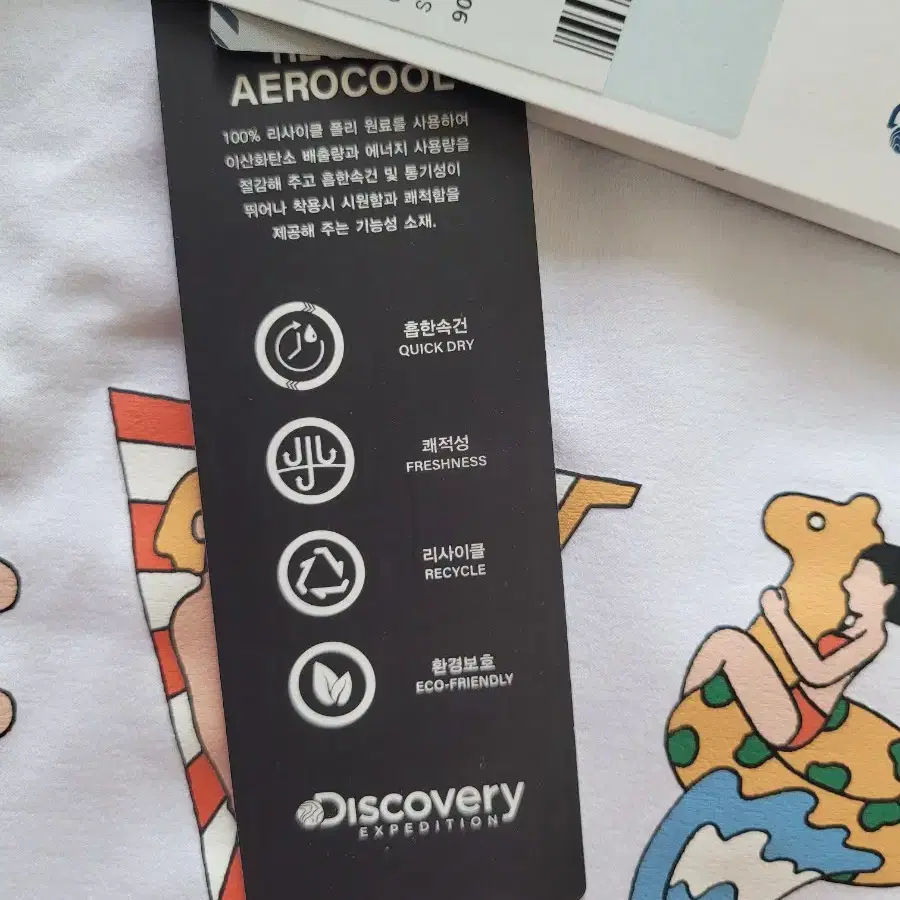 90
AEROCOOL
100% 리사이클 폴리 원료를 사용하여
이산화탄소 배출량과 에너지 사용량을
절감해 주고 흡한속건 및 통기성이
뛰어나 착용시 시원함과 쾌적함을
제공해 주는 기능성 소재.
흡한속건
QUICK DRY
쾌적성
FRESHNESS
리사이클
RECYCLE
환경보호
ECO-FRIENDLY
Discovery
EXPEDITION